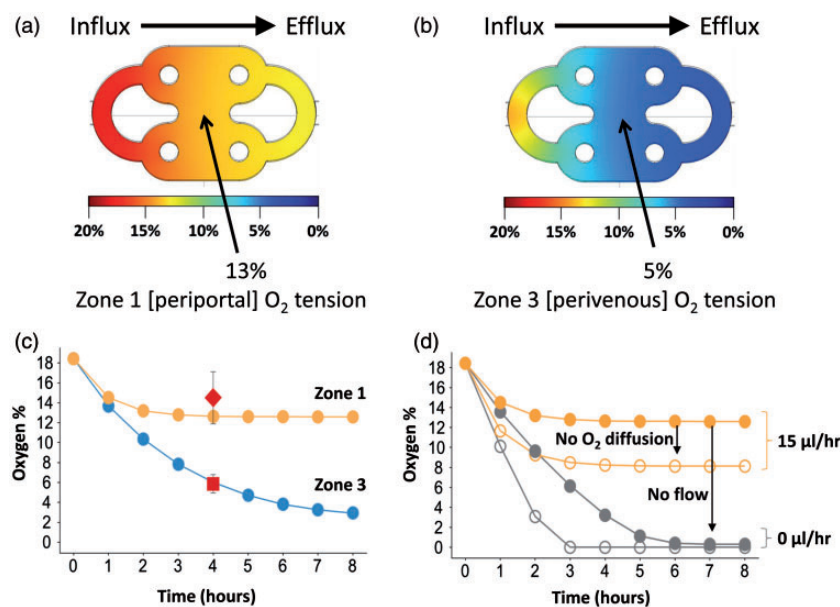 (a) Influx Efflux
(b) Influx Efflux
20% 15% 10% 5% 0%
20% 15% 10% 5% 0%
13%
5%
Zone 1 [periportal] O₂ tension
Zone 3 [perivenous] O₂ tension
(c)
Oxygen %
18
16
14
12
10
8
6
4
2
0
Zone 1
Zone 3
0 1 2 3 4 5 6 7 8
Time (hours)
(d)
Oxygen %
18
16
14
12
10
8
6
4
2
0
No O₂ diffusion
No flow
15 µl/hr
0 µl/hr
0 1 2 3 4 5 6 7 8
Time (hours)